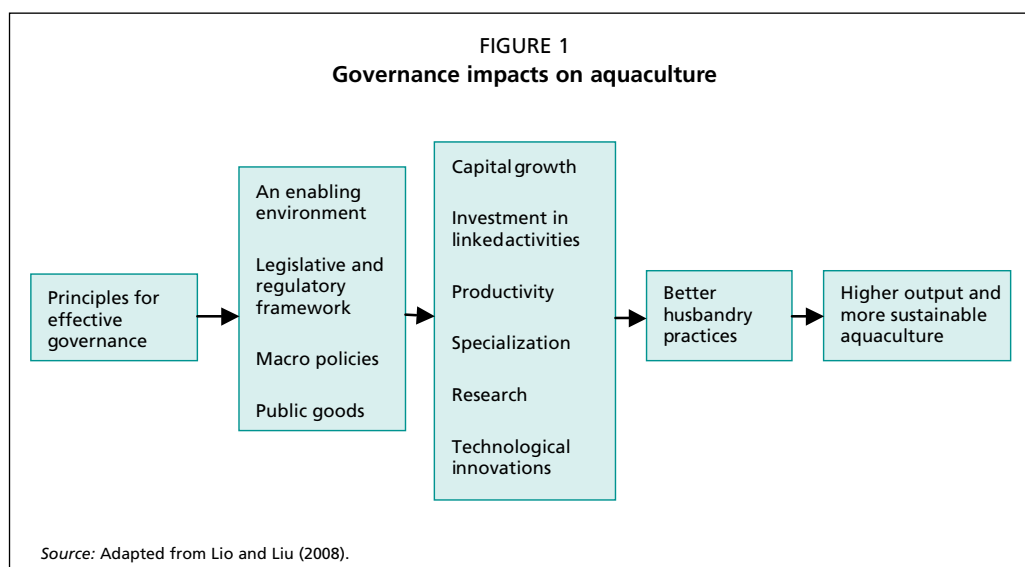 FIGURE 1
Governance impacts on aquaculture
Principles for
effective
governance
An enabling
environment
Legislative and
regulatory
framework
Macro policies
Public goods
Capital growth
Investment in
linkedactivities
Productivity
Specialization
Research
Technological
innovations
Better
husbandry
practices
Higher output and
more sustainable
aquaculture
Source: Adapted from Lio and Liu (2008).